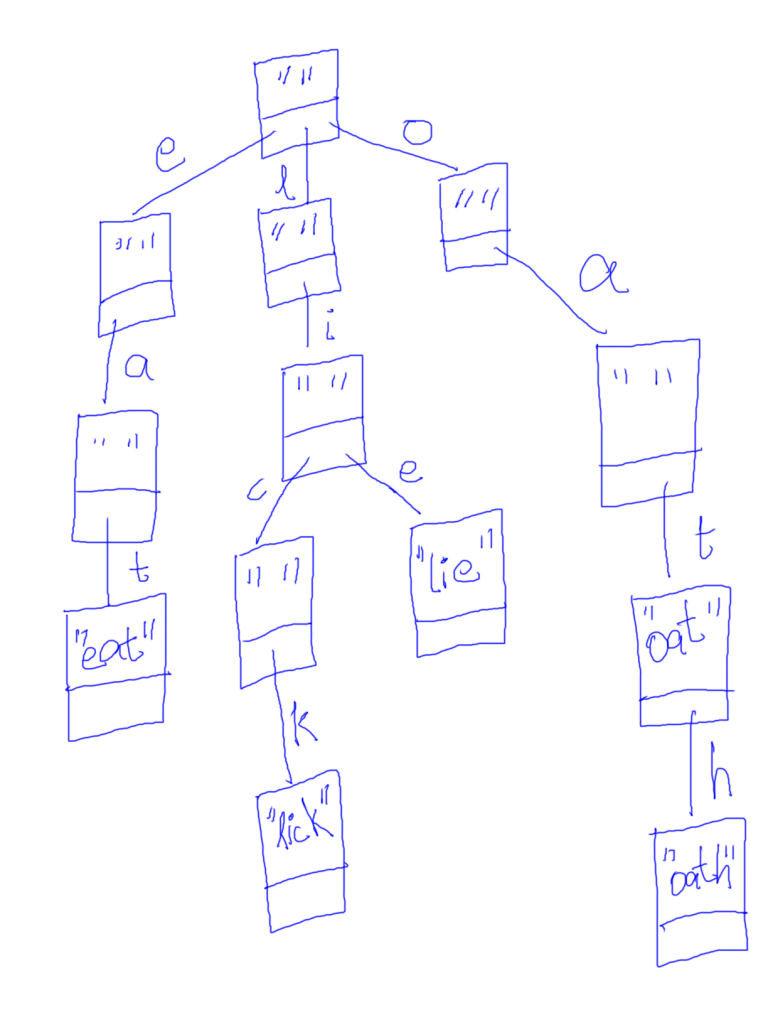 " "
e l o
" " " " " "
i a
a " " " "
" " c e
t " " "lie" t
"eat" "oat"
k h
"lick" "oath"